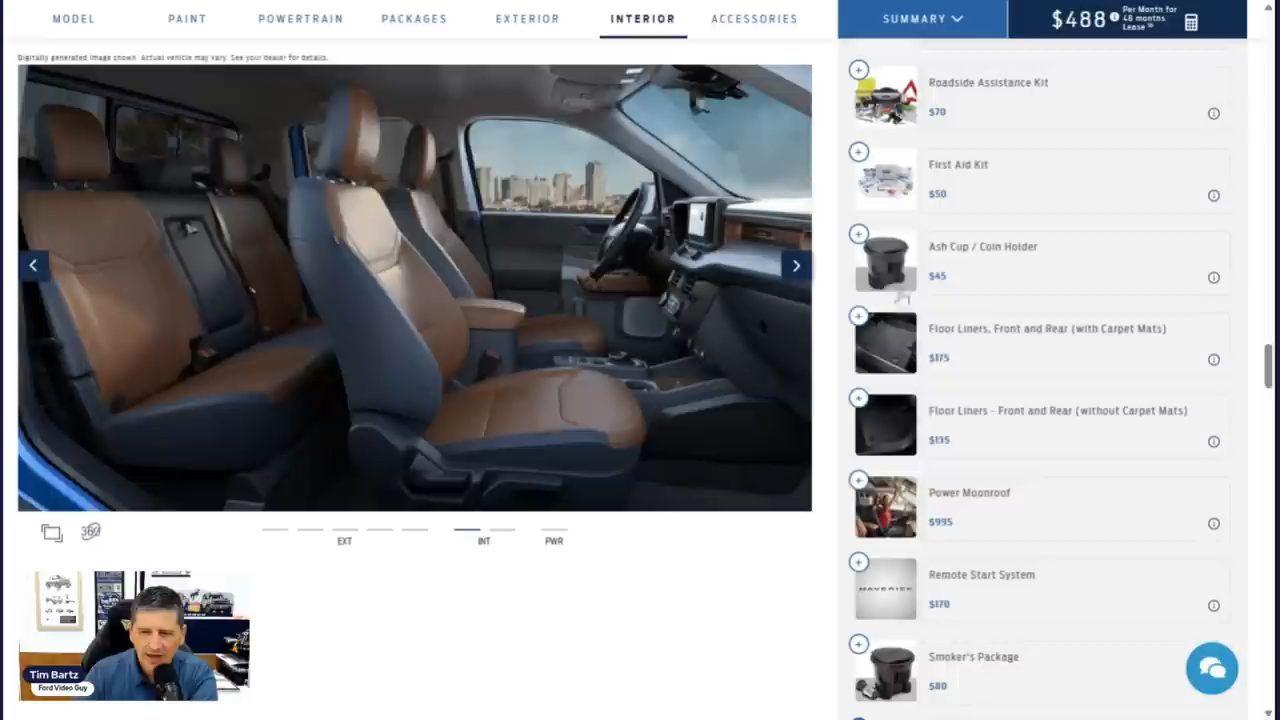 MODEL
PAINT
POWERTRAIN
PACKAGES
EXTERIOR
INTERIOR
ACCESSORIES
SUMMARY
$488
Per Month for
48 months
Lease
Digitally generated image shown. Actual vehicle may vary. See your dealer for details.
Roadside Assistance Kit
$70
First Aid Kit
$50
Ash Cup / Coin Holder
$45
Floor Liners, Front and Rear (with Carpet Mats)
$175
Floor Liners - Front and Rear (without Carpet Mats)
$135
Power Moonroof
$995
MAVERICK
Remote Start System
$170
Smoker's Package
$80
360
EXT
INT
PWR
Tim Bartz
Ford Video Guy